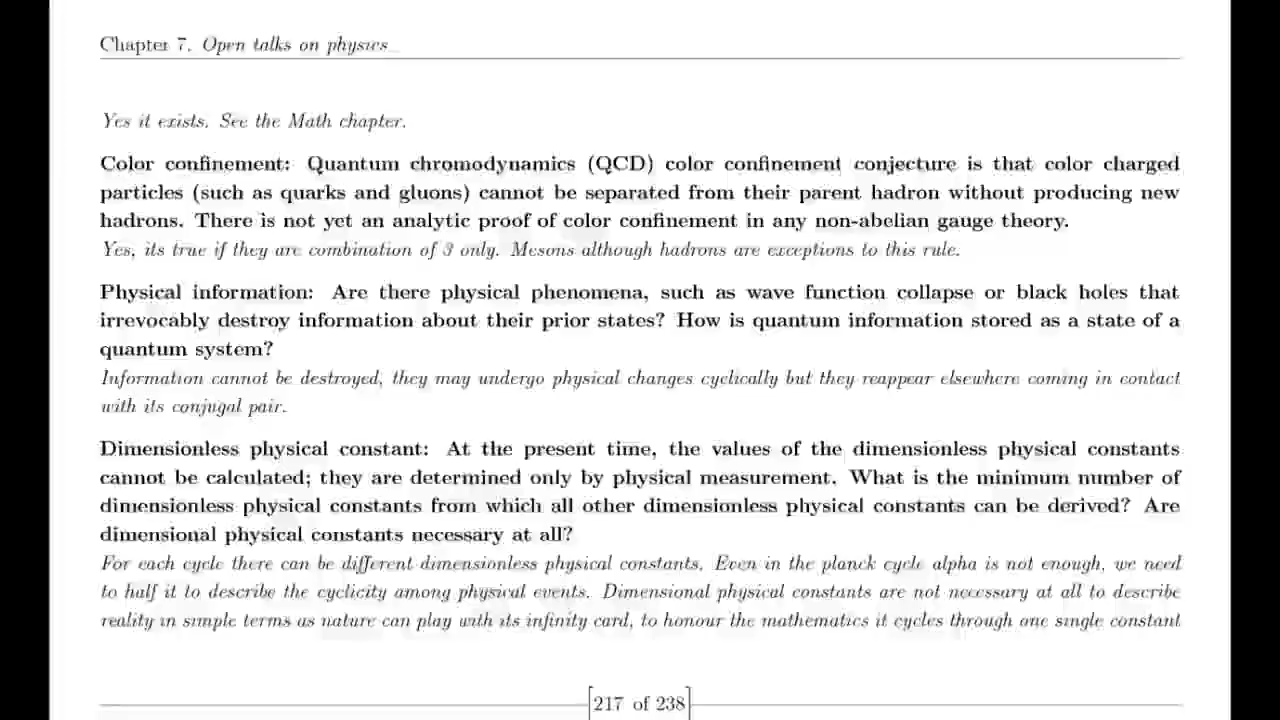 Chapter 7. Open talks on physics
Yes it exists. See the Math chapter.
Color confinement: Quantum chromodynamics (QCD) color confinement conjecture is that color charged
particles (such as quarks and gluons) cannot be separated from their parent hadron without producing new
hadrons. There is not yet an analytic proof of color confinement in any non-abelian gauge theory.
Yes, its true if they are combination of 3 only. Mesons although hadrons are exceptions to this rule.
Physical information: Are there physical phenomena, such as wave function collapse or black holes that
irrevocably destroy information about their prior states? How is quantum information stored as a state of a
quantum system?
Information cannot be destroyed, they may undergo physical changes cyclically but they reappear elsewhere coming in contact
with its conjugal pair.
Dimensionless physical constant: At the present time, the values of the dimensionless physical constants
cannot be calculated; they are determined only by physical measurement. What is the minimum number of
dimensionless physical constants from which all other dimensionless physical constants can be derived? Are
dimensional physical constants necessary at all?
For each cycle there can be different dimensionless physical constants. Even in the planck cycle alpha is not enough, we need
to half it to describe the cyclicity among physical events. Dimensional physical constants are not necessary at all to describe
reality in simple terms as nature can play with its infinity card, to honour the mathematics it cycles through one single constant
217 of 238